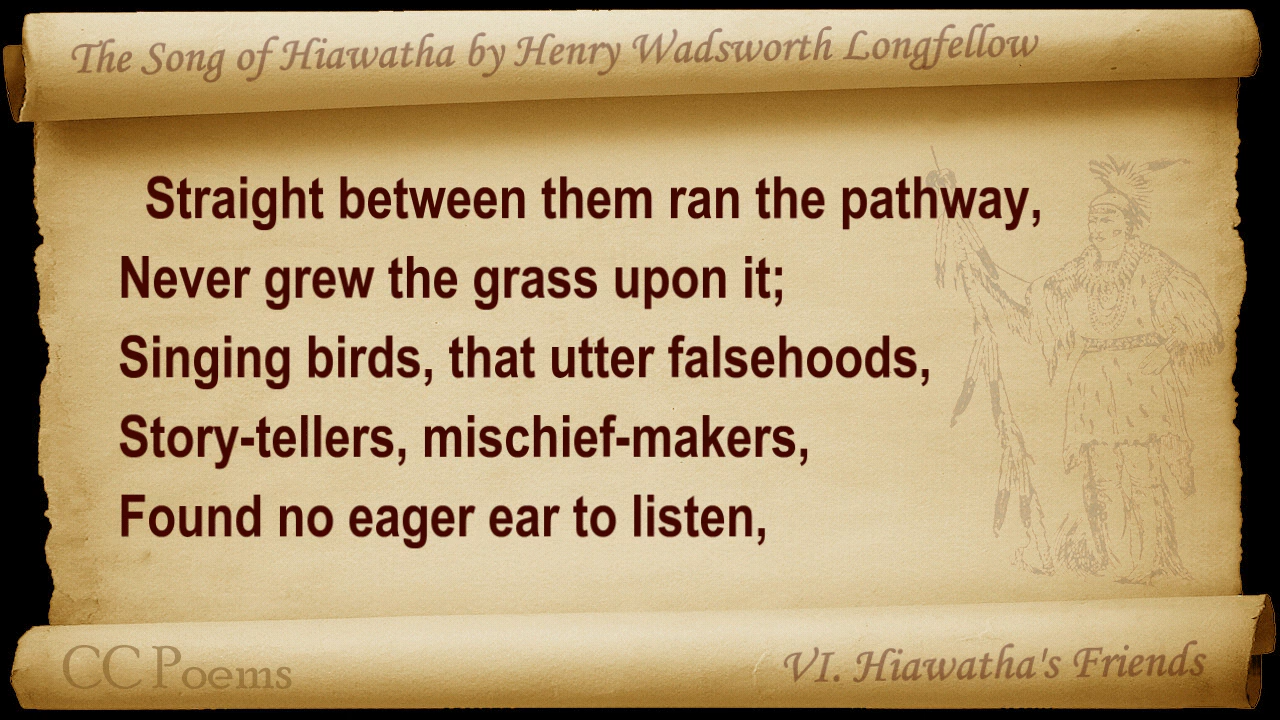 The Song of Hiawatha by Henry Wadsworth Longfellow
Straight between them ran the pathway,
Never grew the grass upon it;
Singing birds, that utter falsehoods,
Story-tellers, mischief-makers,
Found no eager ear to listen,
CC Poems
VI. Hiawatha's Friends